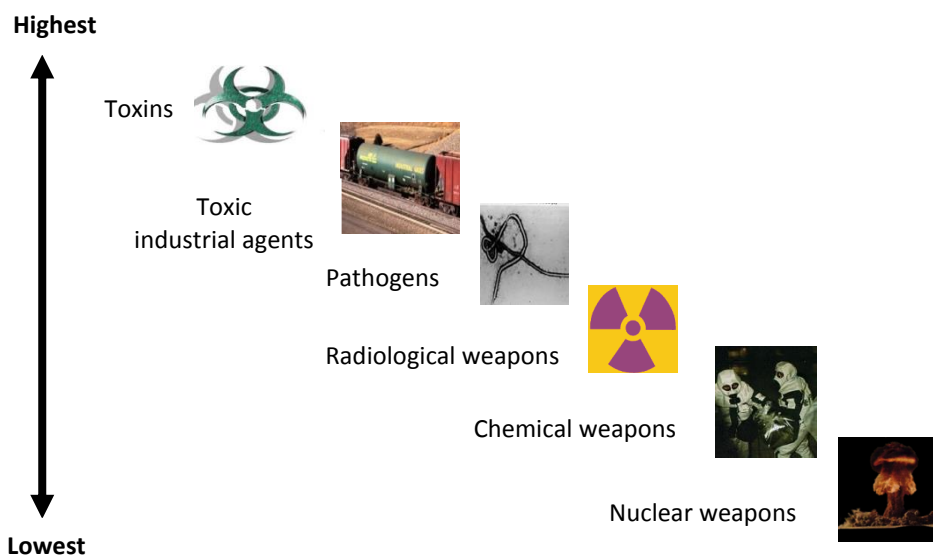 Highest
Toxins
Toxic
industrial agents
Pathogens
Radiological weapons
Chemical weapons
Nuclear weapons
Lowest